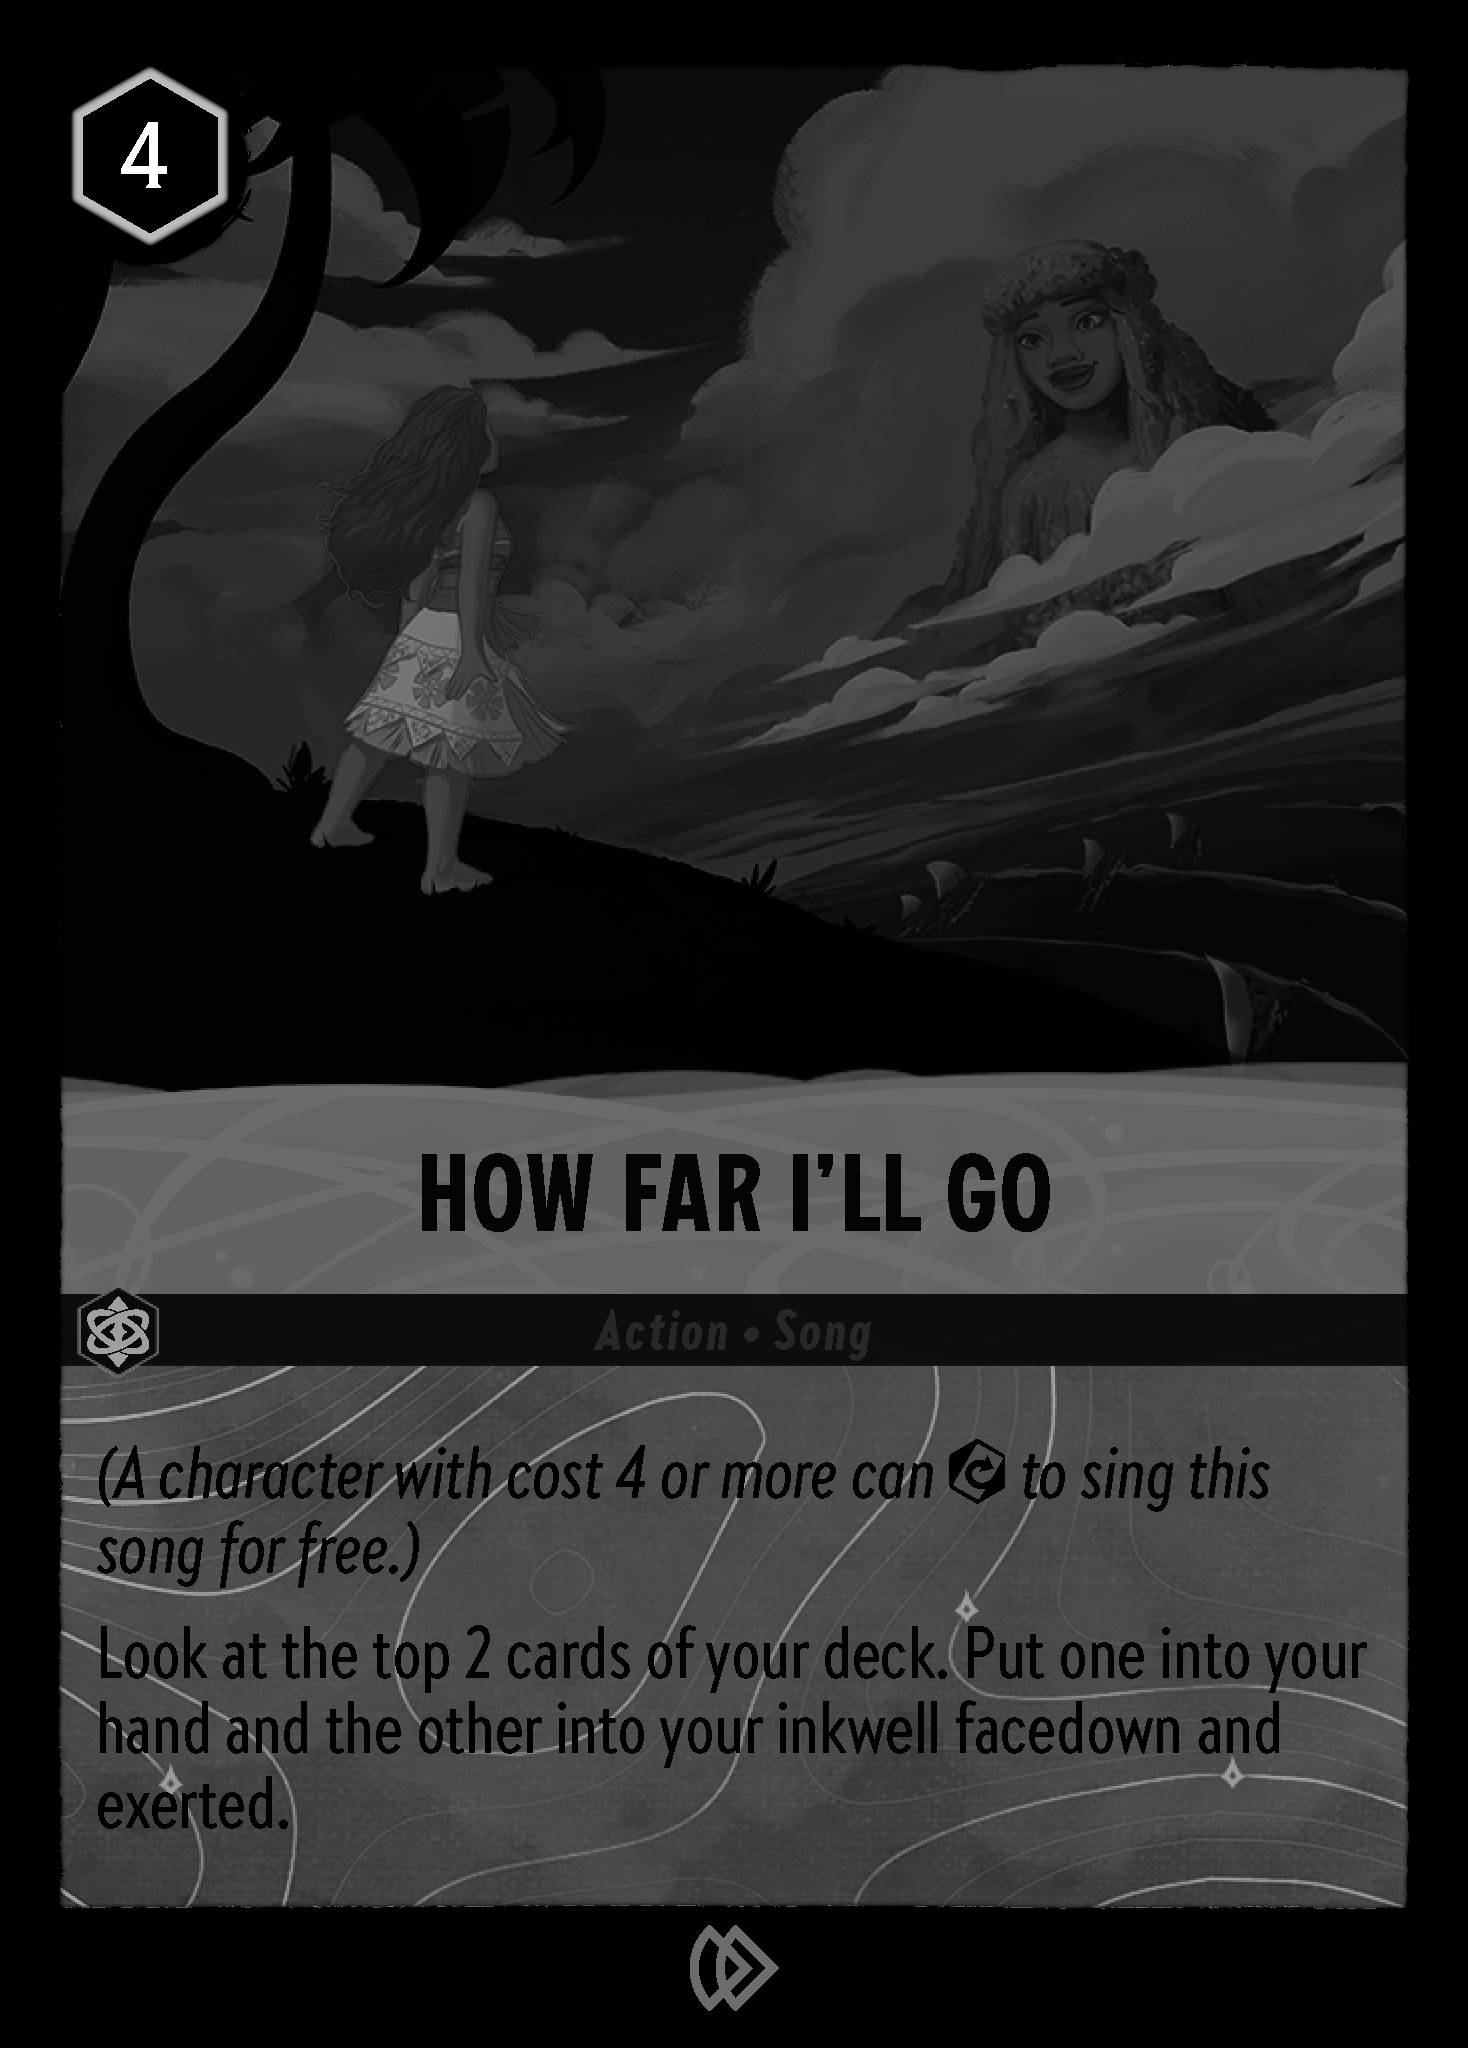 4
HOW FAR I’LL GO
Action • Song
(A character with cost 4 or more can to sing this
song for free.)
Look at the top 2 cards of your deck. Put one into your
hand and the other into your inkwell facedown and
exerted.